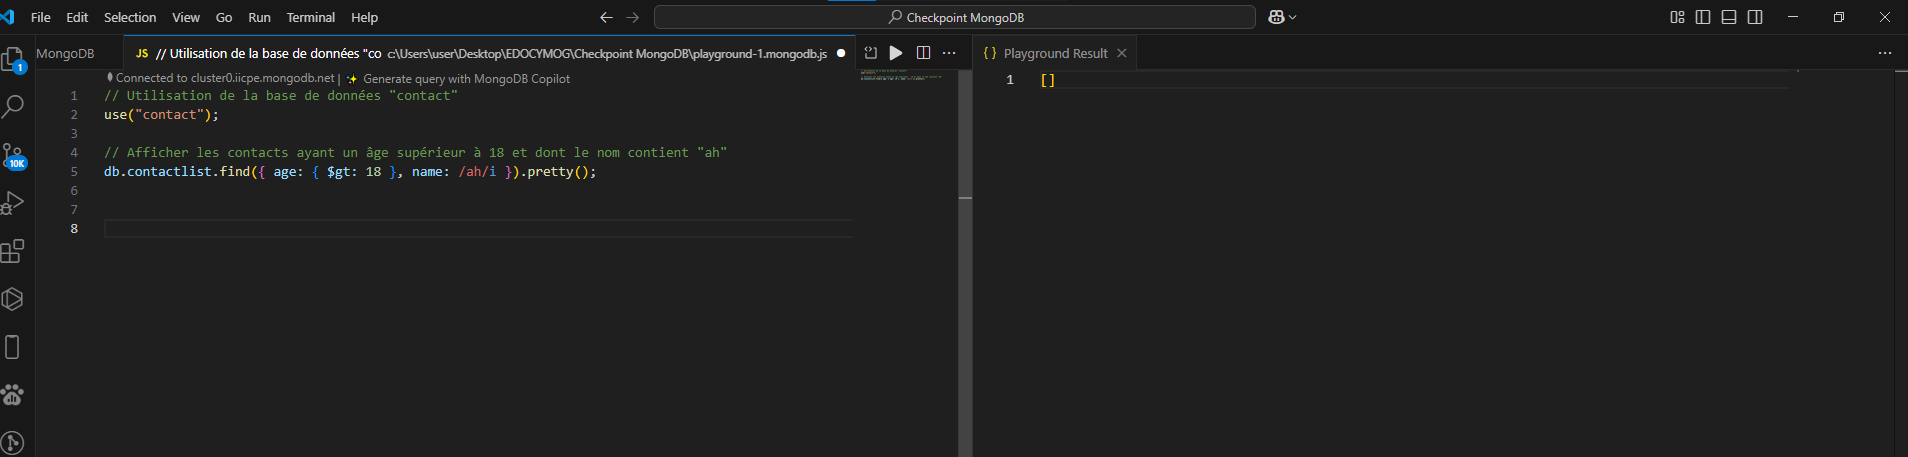 File Edit Selection View Go Run Terminal Help
Checkpoint MongoDB
MongoDB
JS // Utilisation de la base de données "co c:\Users\user\Desktop\EDOCYMOG\Checkpoint MongoDB\playground-1.mongodb.js
{} Playground Result
1
10K
Connected to cluster0.iicpe.mongodb.net | Generate query with MongoDB Copilot
1 // Utilisation de la base de données "contact"
2 use("contact");
3
4 // Afficher les contacts ayant un âge supérieur à 18 et dont le nom contient "ah"
5 db.contactlist.find({ age: { $gt: 18 }, name: /ah/i }).pretty();
6
7
8
1 []